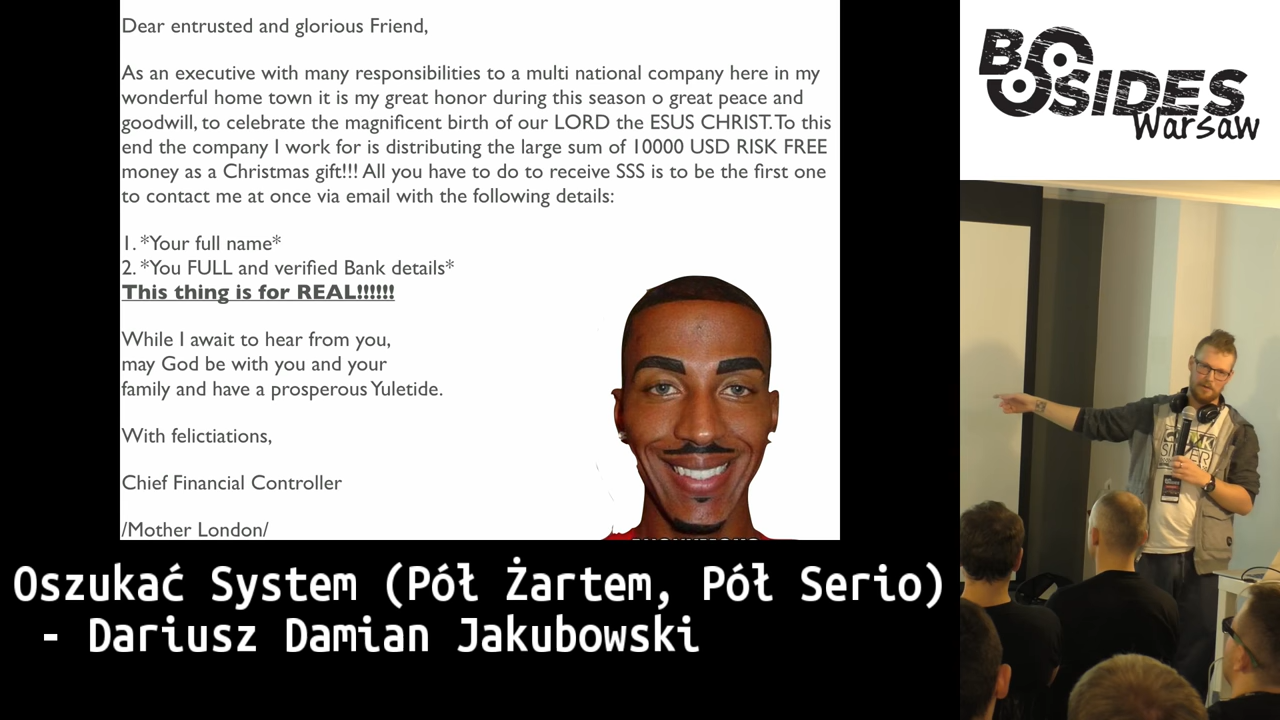 Dear entrusted and glorious Friend,
As an executive with many responsibilities to a multi national company here in my
wonderful home town it is my great honor during this season o great peace and
goodwill, to celebrate the magnificent birth of our LORD the ESUS CHRIST. To this
end the company I work for is distributing the large sum of 10000 USD RISK FREE
money as a Christmas gift!!! All you have to do to receive SSS is to be the first one
to contact me at once via email with the following details:
1. *Your full name*
2. *You FULL and verified Bank details*
This thing is for REAL!!!!!!
While I await to hear from you,
may God be with you and your
family and have a prosperous Yuletide.
With felictiations,
Chief Financial Controller
/Mother London/
BSIDES
Warsaw
Oszukać System (Pół Żartem, Pół Serio)
- Dariusz Damian Jakubowski